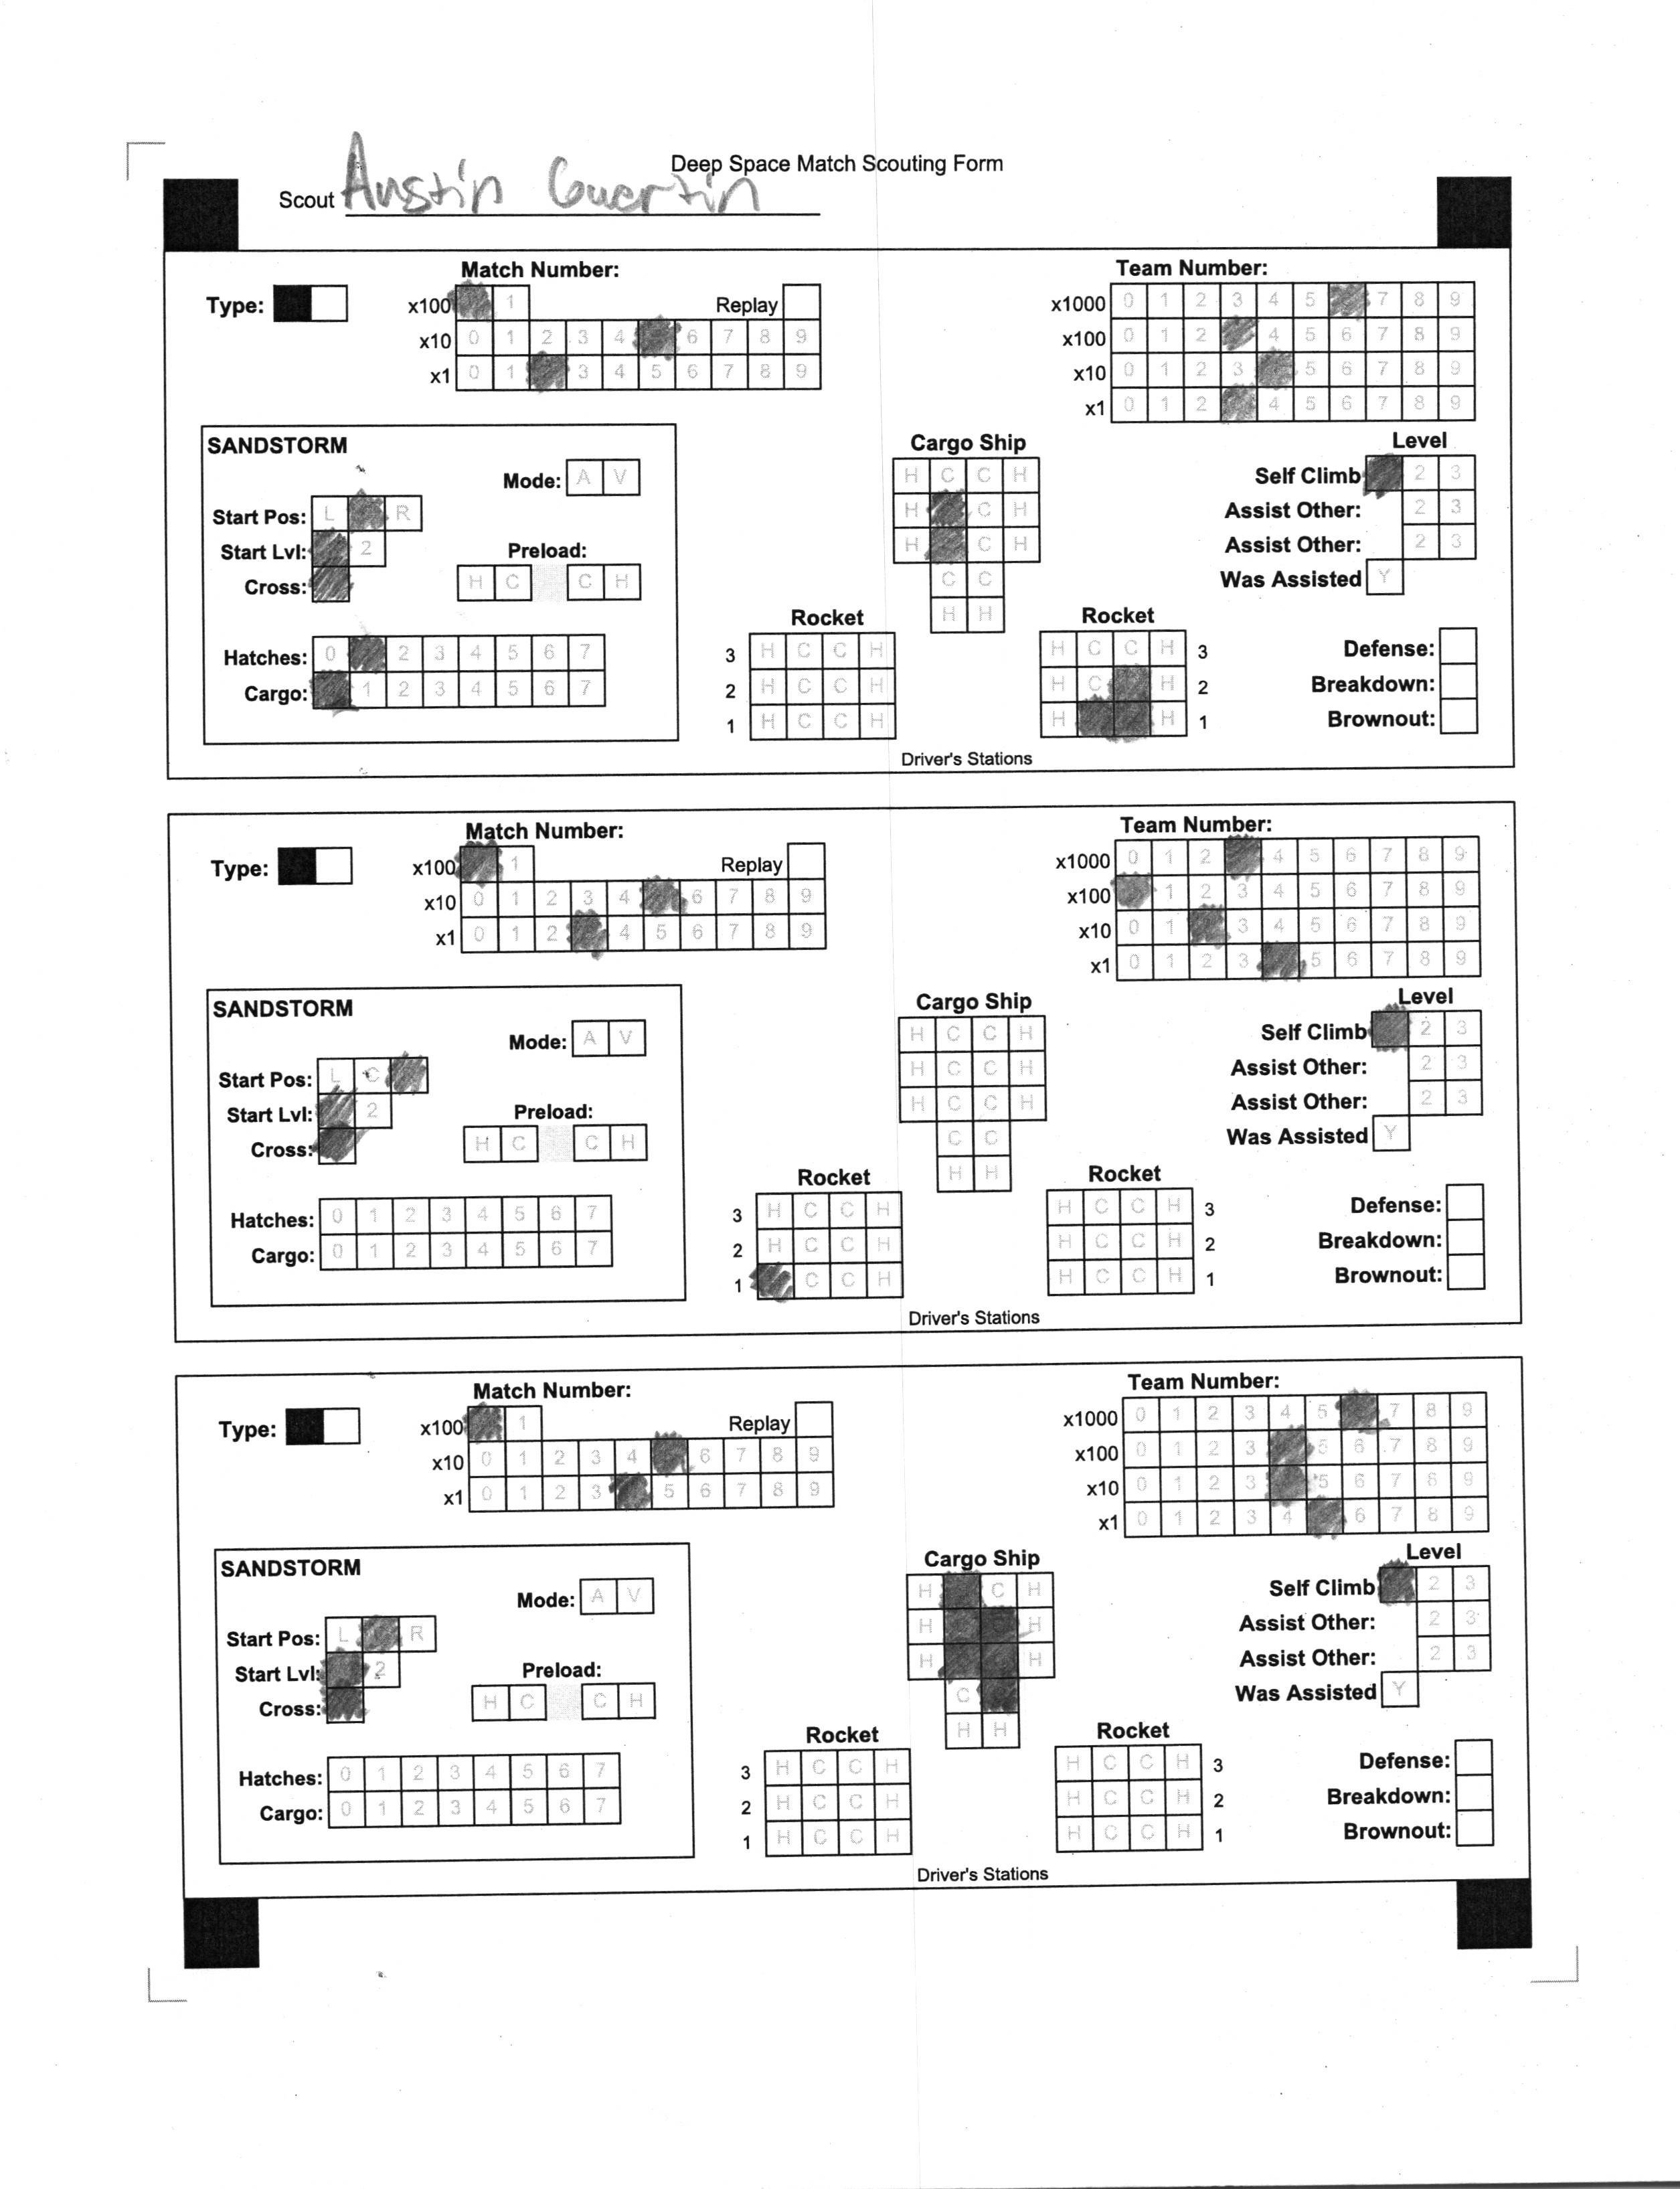 Deep Space Match Scouting Form
Scout Austin Guertin
Match Number:
Team Number:
Type:
x100 1 Replay
x1000 0 1 2 3 4 5 7 8 9
x10 0 1 2 3 4 6 7 8 9
x100 0 1 2 4 5 6 7 8 9
x1 0 1 3 4 5 6 7 8 9
x10 0 1 2 3 5 6 7 8 9
x1 0 1 2 4 5 6 7 8 9
SANDSTORM
Cargo Ship
Level
Mode: A V
H C C H
Self Climb 2 3
Start Pos: L R
H C H
Assist Other: 2 3
Start Lvl: 2
Preload:
H C H
Assist Other: 2 3
Cross:
H C C H
C C
Was Assisted Y
H H
Rocket
Rocket
Hatches: 0 2 3 4 5 6 7
3 H C C H
H C C H 3
Defense:
Cargo: 1 2 3 4 5 6 7
2 H C C H
H C H 2
Breakdown:
1 H C C H
H H 1
Brownout:
Driver's Stations
Match Number:
Team Number:
Type:
x100 1 Replay
x1000 0 1 2 4 5 6 7 8 9
x10 0 1 2 3 4 6 7 8 9
x100 1 2 3 4 5 6 7 8 9
x1 0 1 2 4 5 6 7 8 9
x10 0 1 3 4 5 6 7 8 9
x1 0 1 2 3 5 6 7 8 9
SANDSTORM
Cargo Ship
Level
Mode: A V
H C C H
Self Climb 2 3
Start Pos: L C
H C C H
Assist Other: 2 3
Start Lvl: 2
Preload:
H C C H
Assist Other: 2 3
Cross:
H C C H
C C
Was Assisted Y
H H
Rocket
Rocket
Hatches: 0 1 2 3 4 5 6 7
3 H C C H
H C C H 3
Defense:
Cargo: 0 1 2 3 4 5 6 7
2 H C C H
H C C H 2
Breakdown:
1 C C H
H C C H 1
Brownout:
Driver's Stations
Match Number:
Team Number:
Type:
x100 1 Replay
x1000 0 1 2 3 4 5 7 8 9
x10 0 1 2 3 4 6 7 8 9
x100 0 1 2 3 5 6 7 8 9
x1 0 1 2 3 5 6 7 8 9
x10 0 1 2 3 5 6 7 8 9
x1 0 1 2 3 4 6 7 8 9
SANDSTORM
Cargo Ship
Level
Mode: A V
H C H
Self Climb 2 3
Start Pos: L R
H H
Assist Other: 2 3
Start Lvl: 2
Preload:
H H
Assist Other: 2 3
Cross:
H C C H
C
Was Assisted Y
H H
Rocket
Rocket
Hatches: 0 1 2 3 4 5 6 7
3 H C C H
H C C H 3
Defense:
Cargo: 0 1 2 3 4 5 6 7
2 H C C H
H C C H 2
Breakdown:
1 H C C H
H C C H 1
Brownout:
Driver's Stations